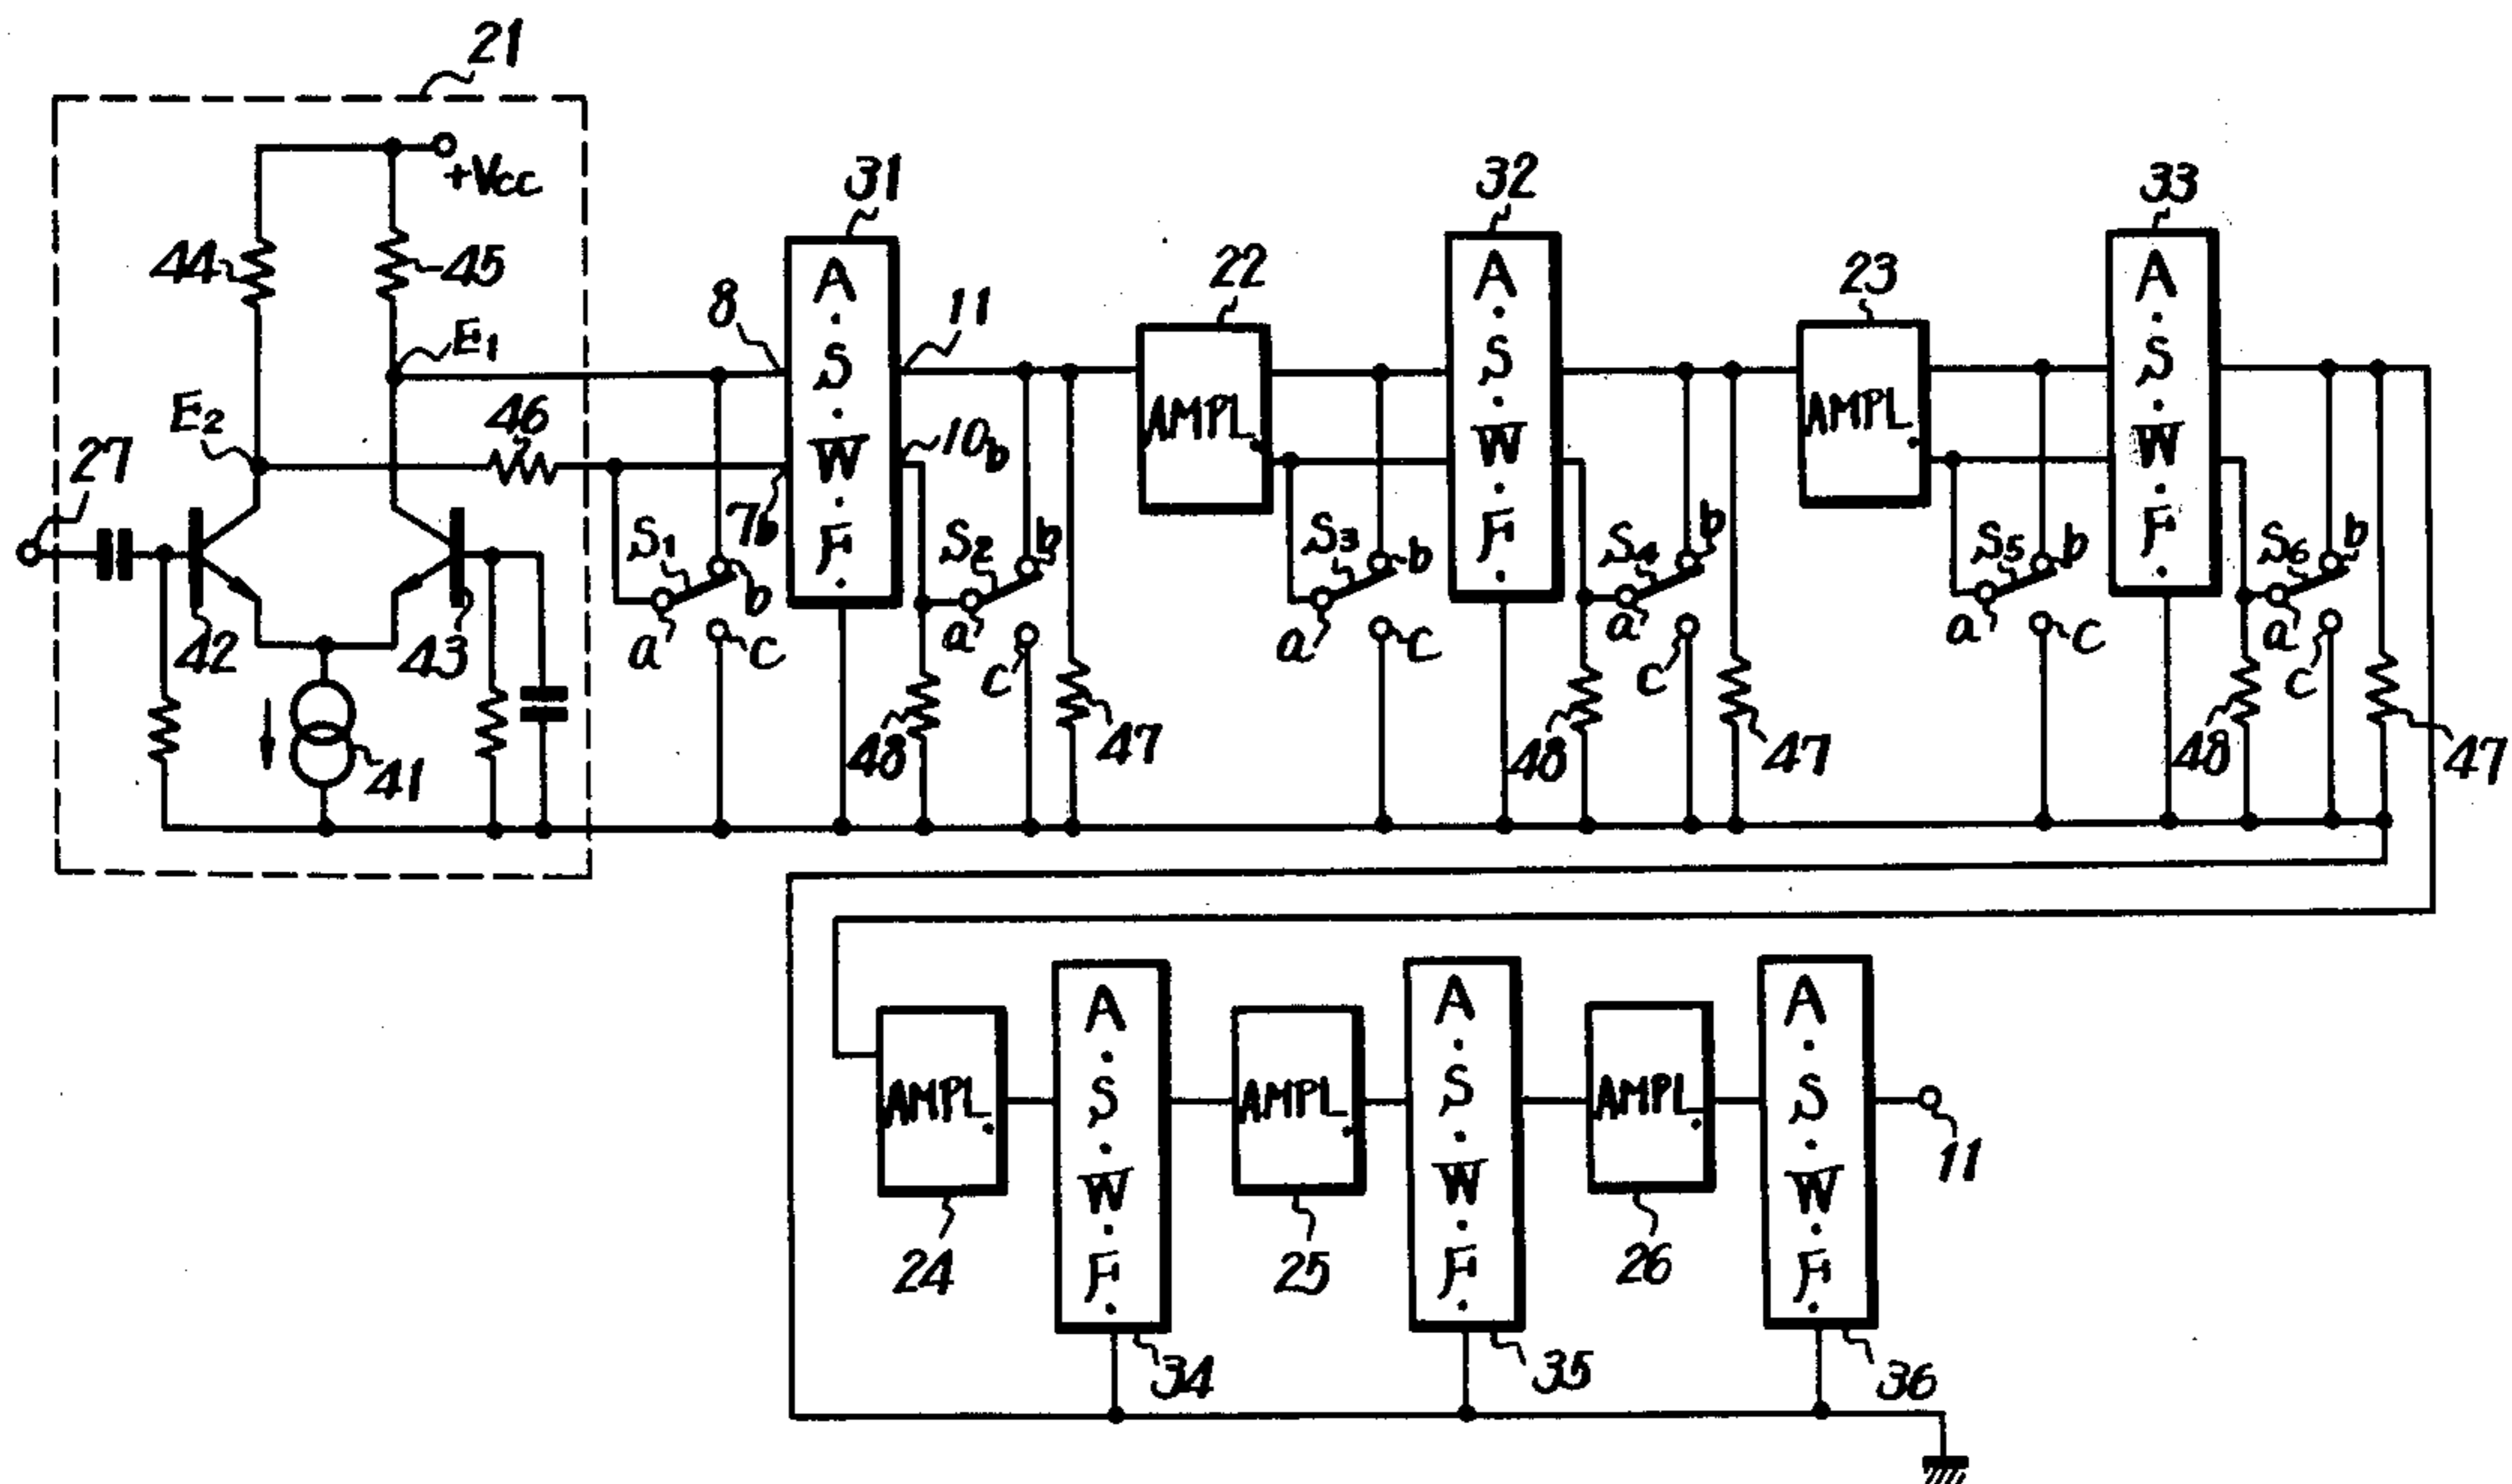 21
+Vcc
44
45
E1
E2
46
27
42
43
41
31
8
11
A.S.W.F.
7b
10b
S1
a
b
c
S2
a
b
c
48
47
22
AMPL.
32
A.S.W.F.
S3
a
b
c
S4
a
b
c
48
47
23
AMPL.
33
A.S.W.F.
S5
a
b
c
S6
a
b
c
48
47
AMPL.
24
A.S.W.F.
34
AMPL.
25
A.S.W.F.
35
AMPL.
26
A.S.W.F.
36
11